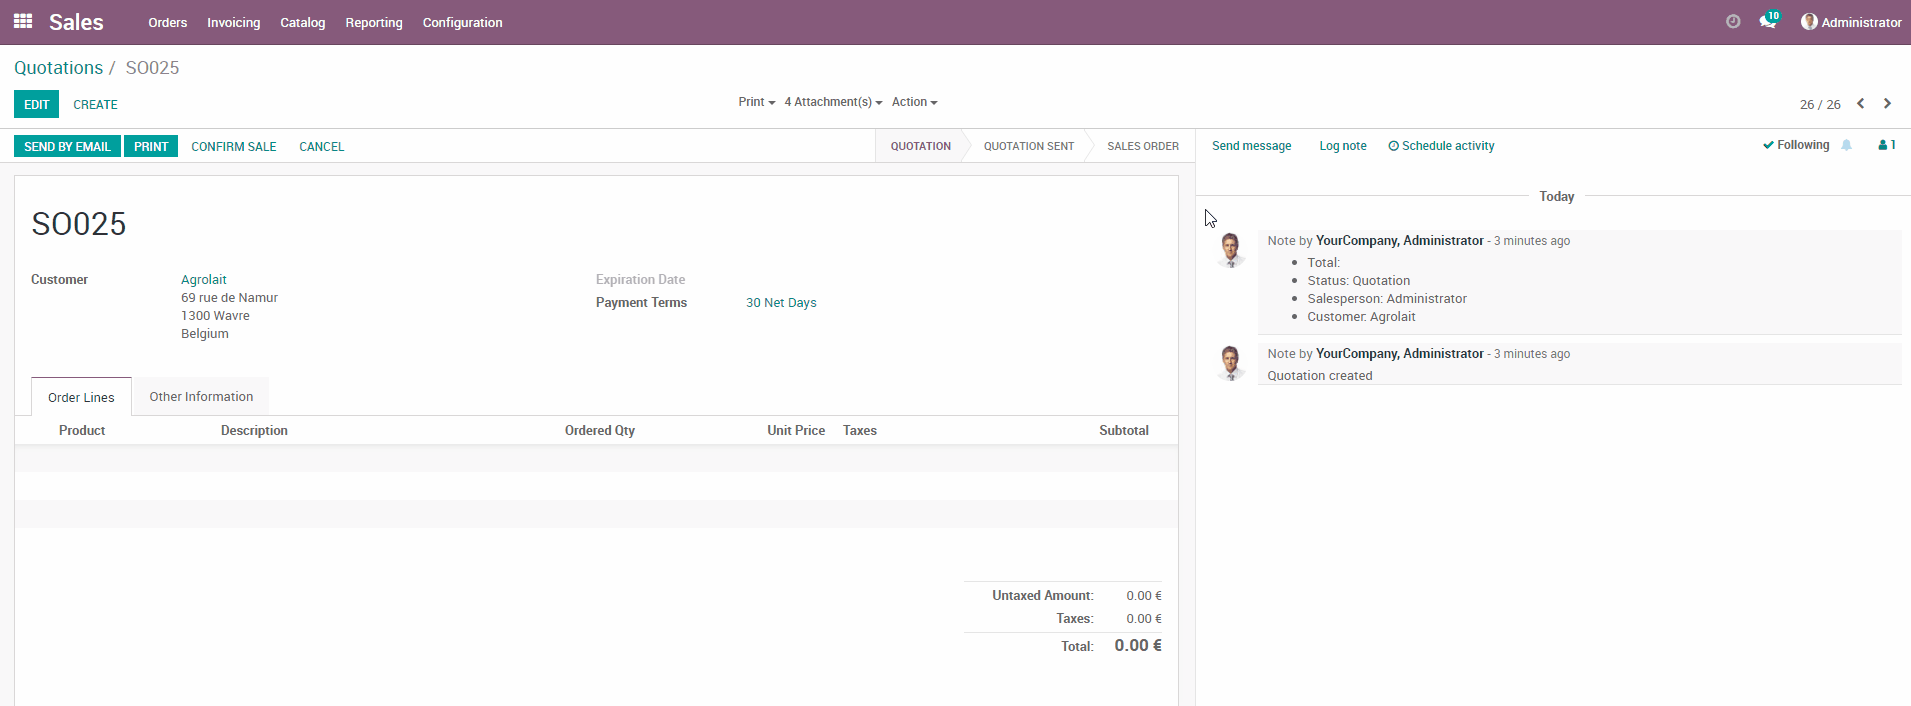 Sales Orders Invoicing Catalog Reporting Configuration 10 Administrator
Quotations / SO025
EDIT CREATE Print 4 Attachment(s) Action 26 / 26
SEND BY EMAIL PRINT CONFIRM SALE CANCEL QUOTATION QUOTATION SENT SALES ORDER
SO025
Customer Agrolait
69 rue de Namur
1300 Wavre
Belgium
Expiration Date
Payment Terms 30 Net Days
Order Lines Other Information
Product Description Ordered Qty Unit Price Taxes Subtotal
Untaxed Amount: 0.00 €
Taxes: 0.00 €
Total: 0.00 €
Send message Log note Schedule activity Following 1
Today
Note by YourCompany, Administrator - 3 minutes ago
Total:
Status: Quotation
Salesperson: Administrator
Customer: Agrolait
Note by YourCompany, Administrator - 3 minutes ago
Quotation created